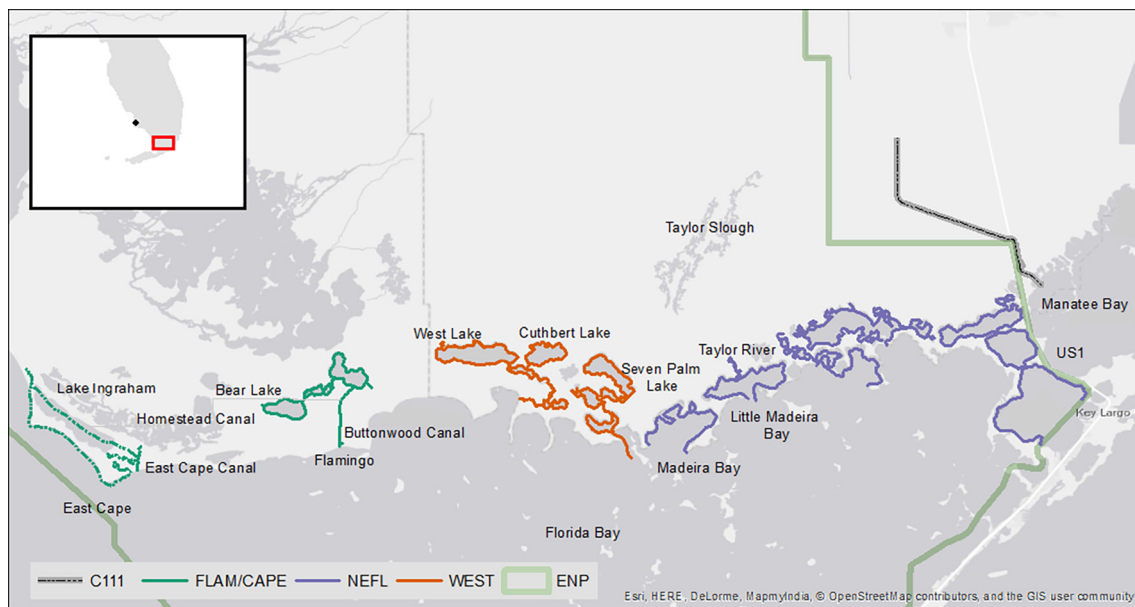 Taylor Slough
Manatee Bay
West Lake
Cuthbert Lake
Taylor River
US1
Seven Palm
Lake
Lake Ingraham
Bear Lake
Homestead Canal
Little Madeira
Bay
Key Largo
Buttonwood Canal
Flamingo
East Cape Canal
Madeira Bay
East Cape
Florida Bay
C111
FLAM/CAPE
NEFL
WEST
ENP
Esri, HERE, DeLorme, MapmyIndia, © OpenStreetMap contributors, and the GIS user community